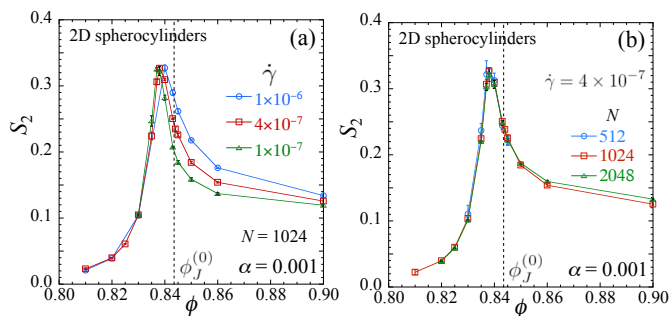 2D spherocylinders (a)
γ̇
1×10⁻⁶
4×10⁻⁷
1×10⁻⁷
N = 1024
α = 0.001
ϕ_J^(0)
S₂
0.4
0.3
0.2
0.1
0.0
0.80 0.82 0.84 0.86 0.88 0.90
ϕ
2D spherocylinders (b)
γ̇ = 4 × 10⁻⁷
N
512
1024
2048
ϕ_J^(0)
α = 0.001
S₂
0.4
0.3
0.2
0.1
0.0
0.80 0.82 0.84 0.86 0.88 0.90
ϕ